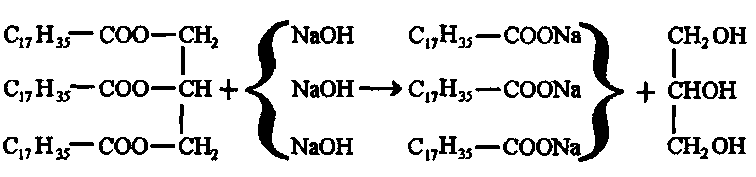 C₁₇H₃₅—COO—CH₂ NaOH C₁₇H₃₅—COONa CH₂OH
C₁₇H₃₅—COO—CH + { NaOH → C₁₇H₃₅—COONa } + CHOH
C₁₇H₃₅—COO—CH₂ NaOH C₁₇H₃₅—COONa CH₂OH